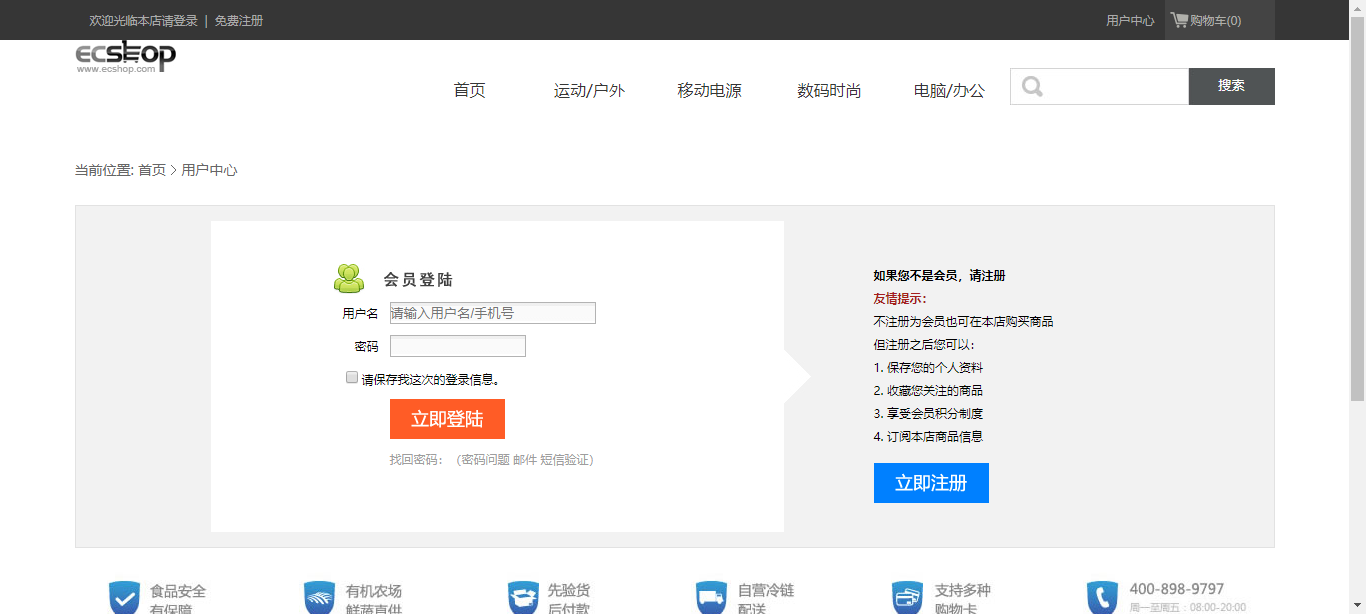 欢迎光临本店请登录 | 免费注册
用户中心
购物车(0)
ECSHOP
www.ecshop.com
首页 运动/户外 移动电源 数码时尚 电脑/办公
搜索
当前位置: 首页 > 用户中心
会员登陆
用户名 请输入用户名/手机号
密码
请保存我这次的登录信息。
立即登陆
找回密码: (密码问题 邮件 短信验证)
如果您不是会员，请注册
友情提示：
不注册为会员也可在本店购买商品
但注册之后您可以：
1. 保存您的个人资料
2. 收藏您关注的商品
3. 享受会员积分制度
4. 订阅本店商品信息
立即注册
食品安全
有保障
有机农场
鲜蔬直供
先验货
后付款
自营冷链
配送
支持多种
购物卡
400-898-9797
周一至周五：08:00-20:00